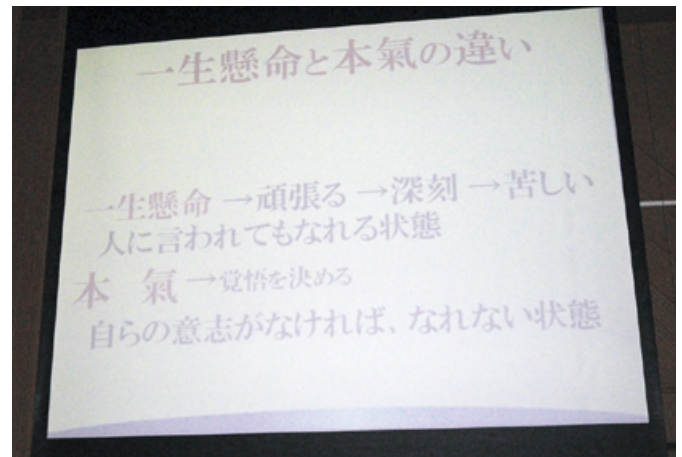 一生懸命と本氣の違い
一生懸命→頑張る→深刻→苦しい
人に言われてもなれる状態
本 氣→覚悟を決める
自らの意志がなければ、なれない状態